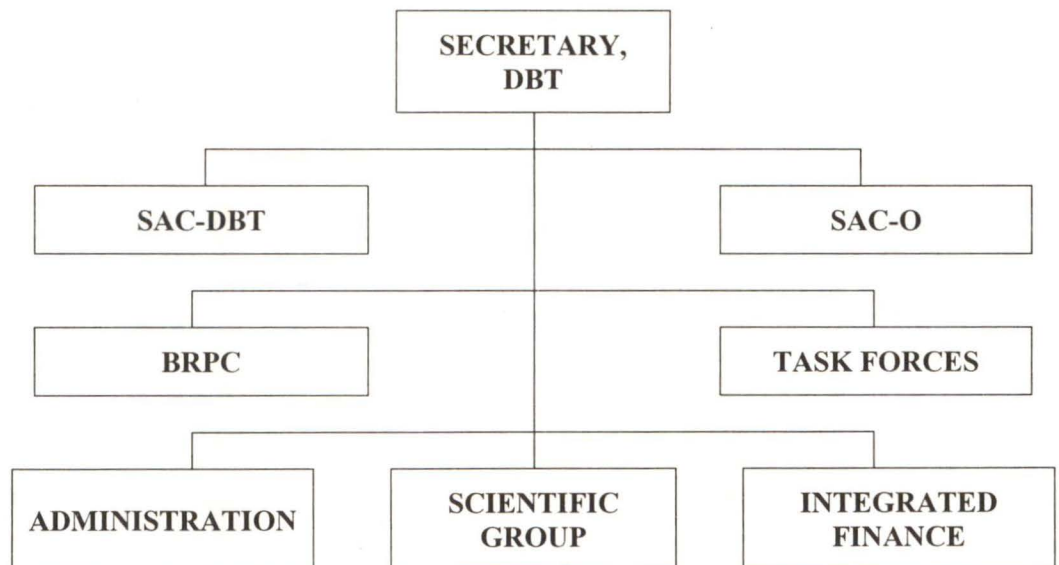 SECRETARY,
DBT
SAC-DBT
SAC-O
BRPC
TASK FORCES
ADMINISTRATION
SCIENTIFIC
GROUP
INTEGRATED
FINANCE